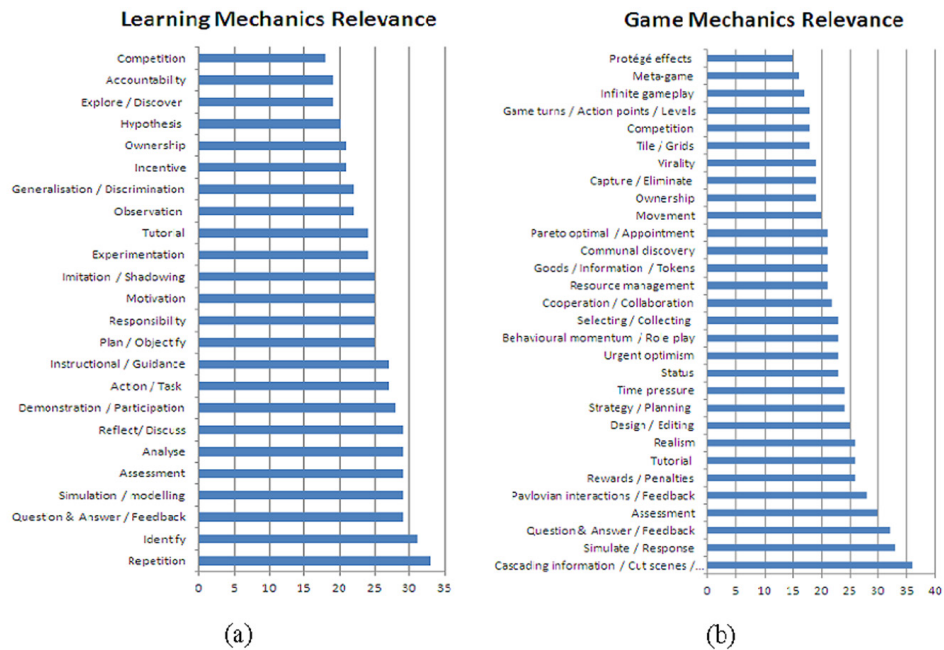 Learning Mechanics Relevance
Competition
Accountability
Explore / Discover
Hypothesis
Ownership
Incentive
Generalisation / Discrimination
Observation
Tutorial
Experimentation
Imitation / Shadowing
Motivation
Responsibility
Plan / Objectify
Instructional / Guidance
Action / Task
Demonstration / Participation
Reflect/ Discuss
Analyse
Assessment
Simulation / modelling
Question & Answer / Feedback
Identify
Repetition
0 5 10 15 20 25 30 35
(a)
Game Mechanics Relevance
Protégé effects
Meta-game
Infinite gameplay
Game turns / Action points / Levels
Competition
Tile / Grids
Virality
Capture / Eliminate
Ownership
Movement
Pareto optimal / Appointment
Communal discovery
Goods / Information / Tokens
Resource management
Cooperation / Collaboration
Selecting / Collecting
Behavioural momentum / Role play
Urgent optimism
Status
Time pressure
Strategy / Planning
Design / Editing
Realism
Tutorial
Rewards / Penalties
Pavlovian interactions / Feedback
Assessment
Question & Answer / Feedback
Simulate / Response
Cascading information / Cut scenes /...
0 5 10 15 20 25 30 35 40
(b)